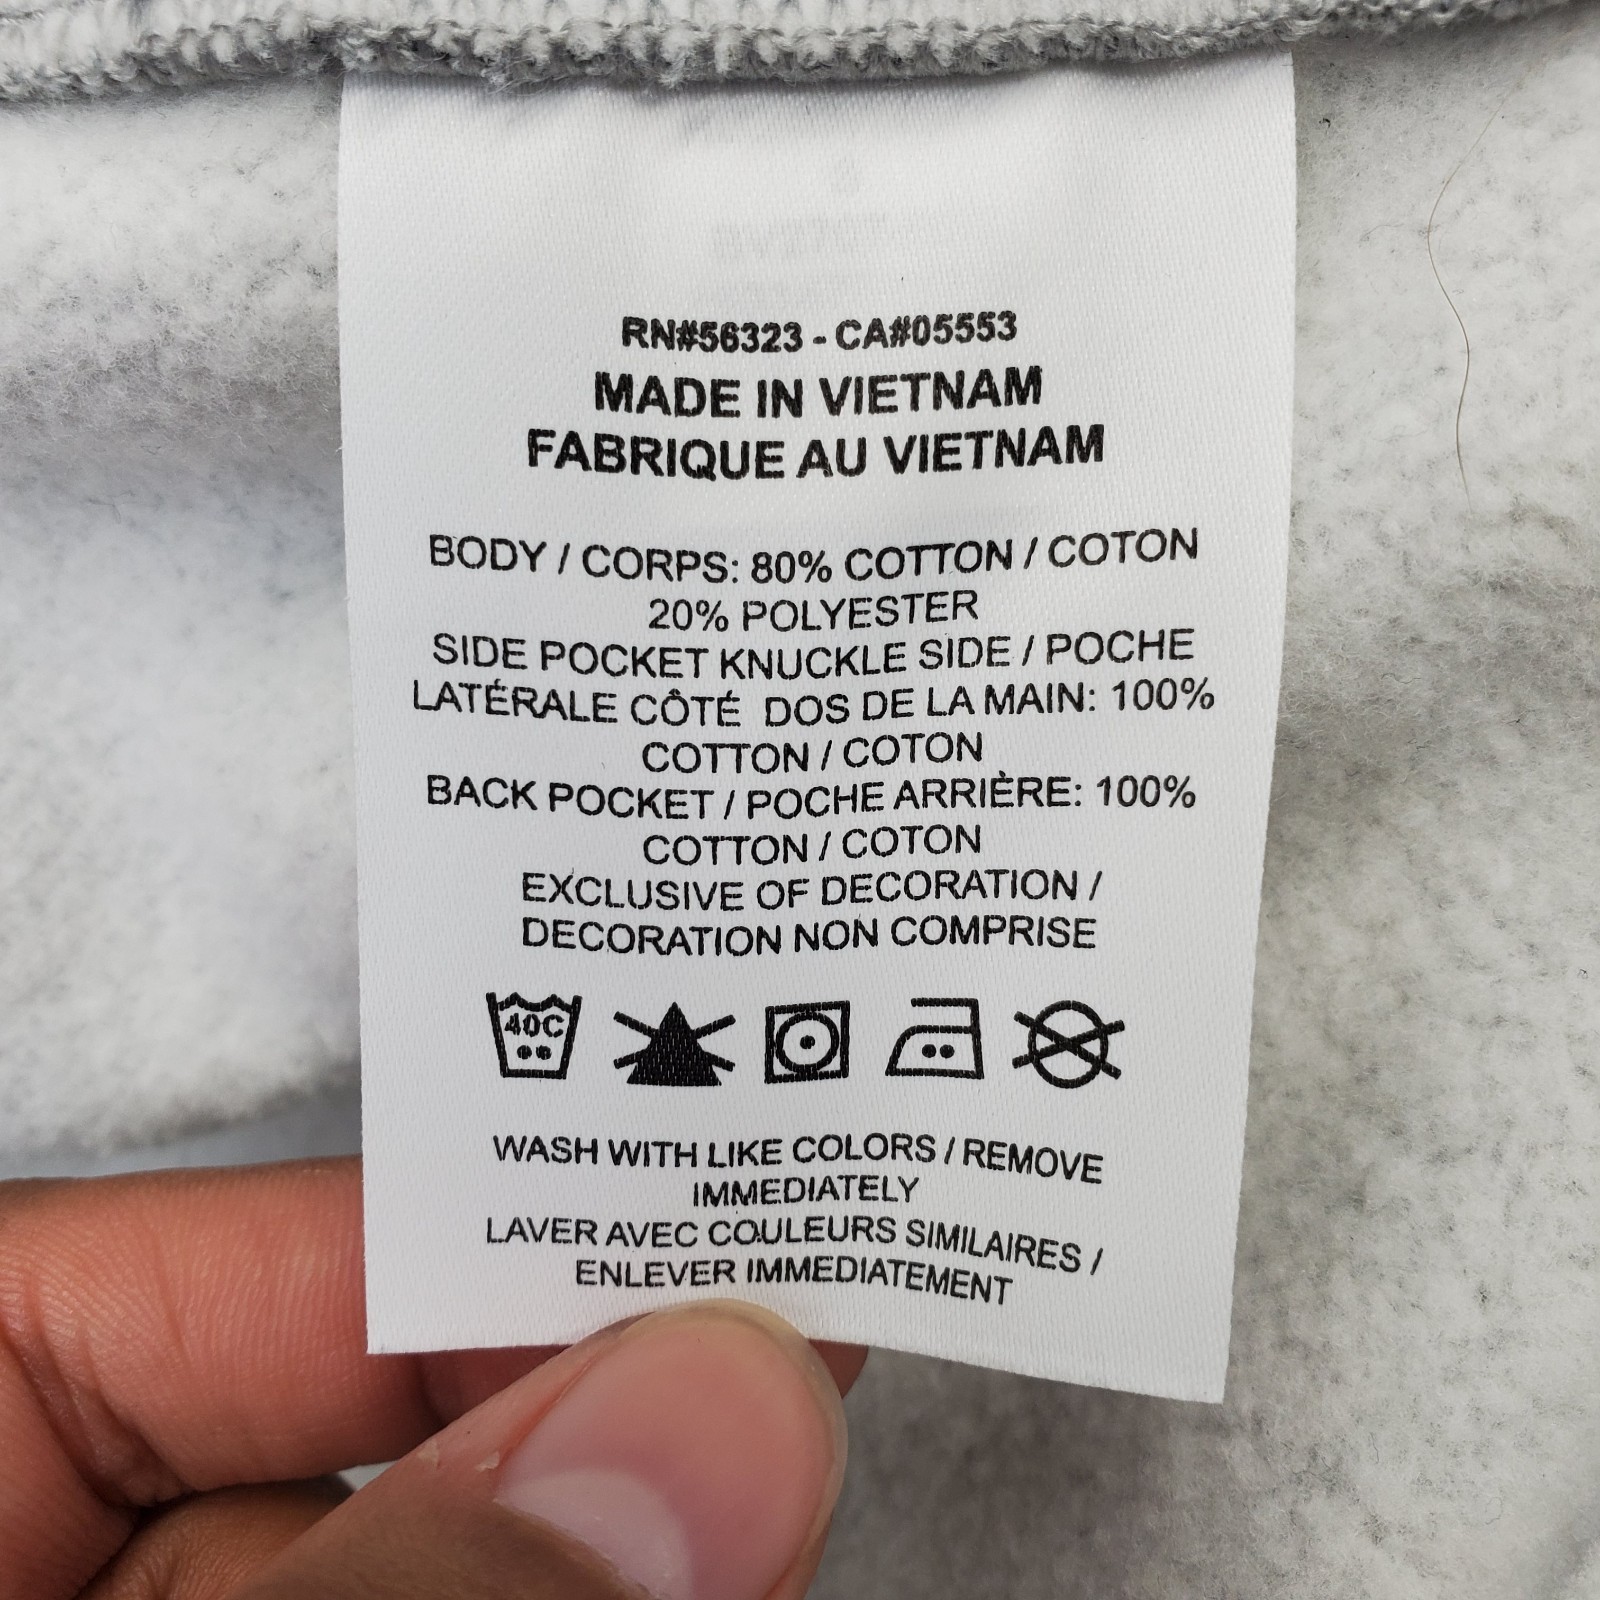 RN#56323 - CA#05553
MADE IN VIETNAM
FABRIQUE AU VIETNAM
BODY / CORPS: 80% COTTON / COTON
20% POLYESTER
SIDE POCKET KNUCKLE SIDE / POCHE
LATÉRALE CÔTÉ DOS DE LA MAIN: 100%
COTTON / COTON
BACK POCKET / POCHE ARRIÈRE: 100%
COTTON / COTON
EXCLUSIVE OF DECORATION /
DECORATION NON COMPRISE
40C
WASH WITH LIKE COLORS / REMOVE
IMMEDIATELY
LAVER AVEC COULEURS SIMILAIRES /
ENLEVER IMMEDIATEMENT